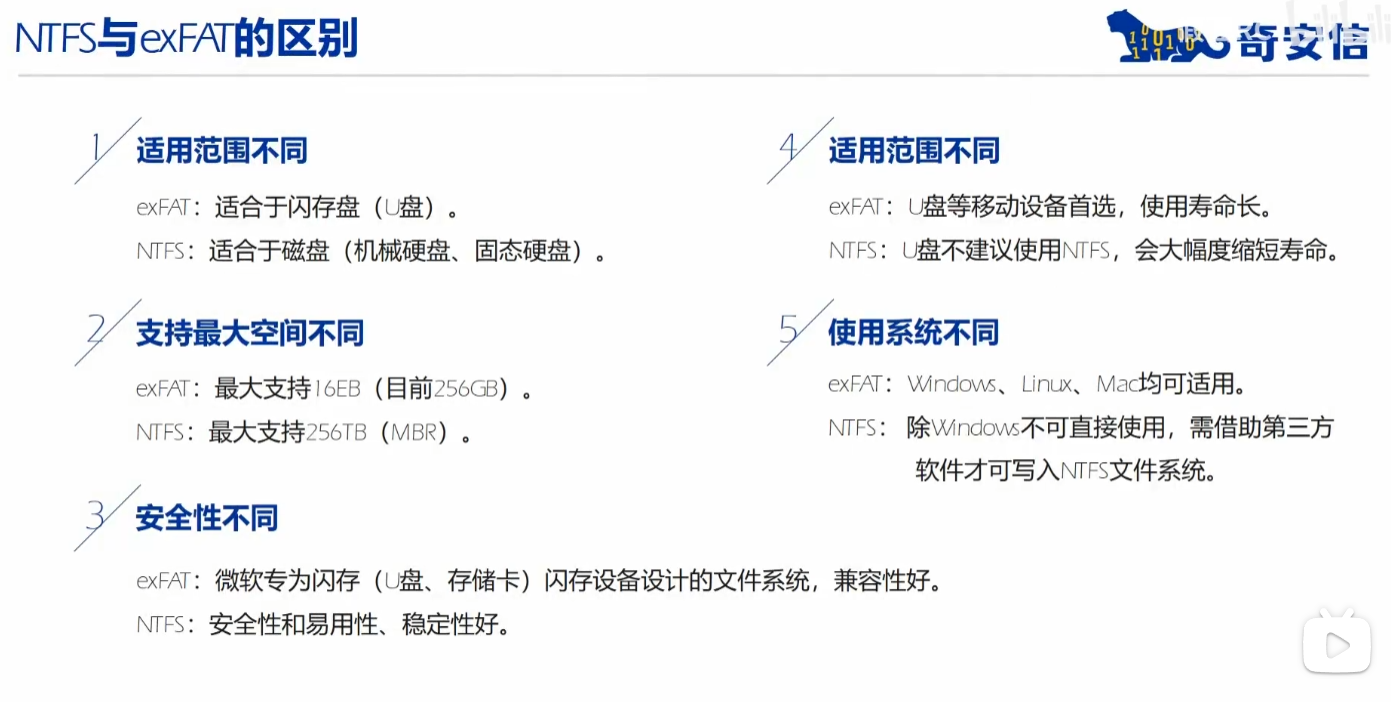 NTFS与exFAT的区别
奇安信
1 适用范围不同
exFAT：适合于闪存盘（U盘）。
NTFS：适合于磁盘（机械硬盘、固态硬盘）。
2 支持最大空间不同
exFAT：最大支持16EB（目前256GB）。
NTFS：最大支持256TB（MBR）。
3 安全性不同
exFAT：微软专为闪存（U盘、存储卡）闪存设备设计的文件系统，兼容性好。
NTFS：安全性和易用性、稳定性好。
4 适用范围不同
exFAT：U盘等移动设备首选，使用寿命长。
NTFS：U盘不建议使用NTFS，会大幅度缩短寿命。
5 使用系统不同
exFAT：Windows、Linux、Mac均可适用。
NTFS： 除Windows不可直接使用，需借助第三方
软件才可写入NTFS文件系统。